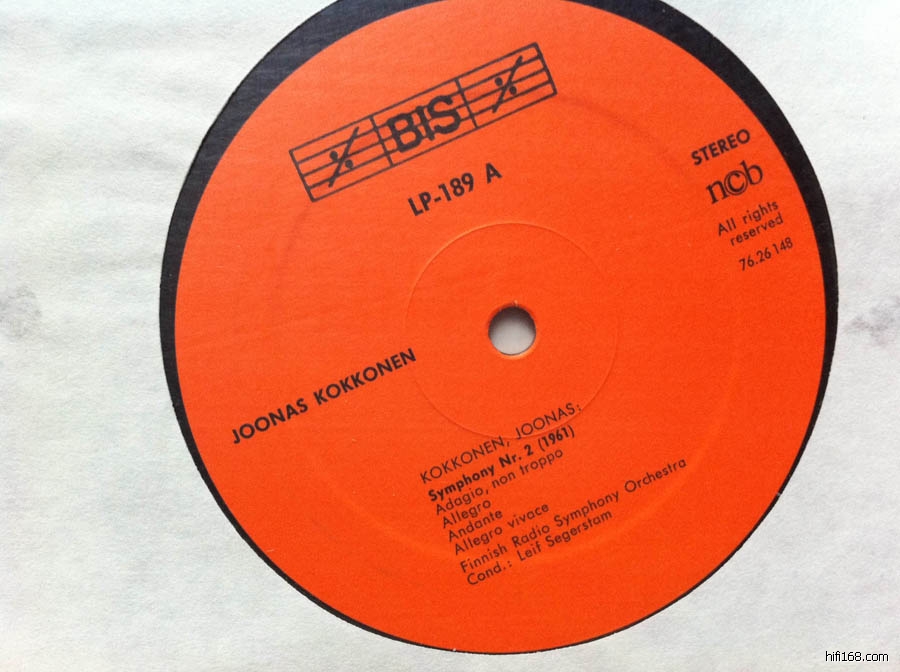 BIS
LP-189 A
STEREO
ncb
All rights
reserved
76.26 148
JOONAS KOKKONEN
KOKKONEN, JOONAS:
Symphony Nr. 2 (1961)
Adagio, non troppo
Allegro
Andante
Allegro vivace
Finnish Radio Symphony Orchestra
Cond.: Leif Segerstam
hifi168.com